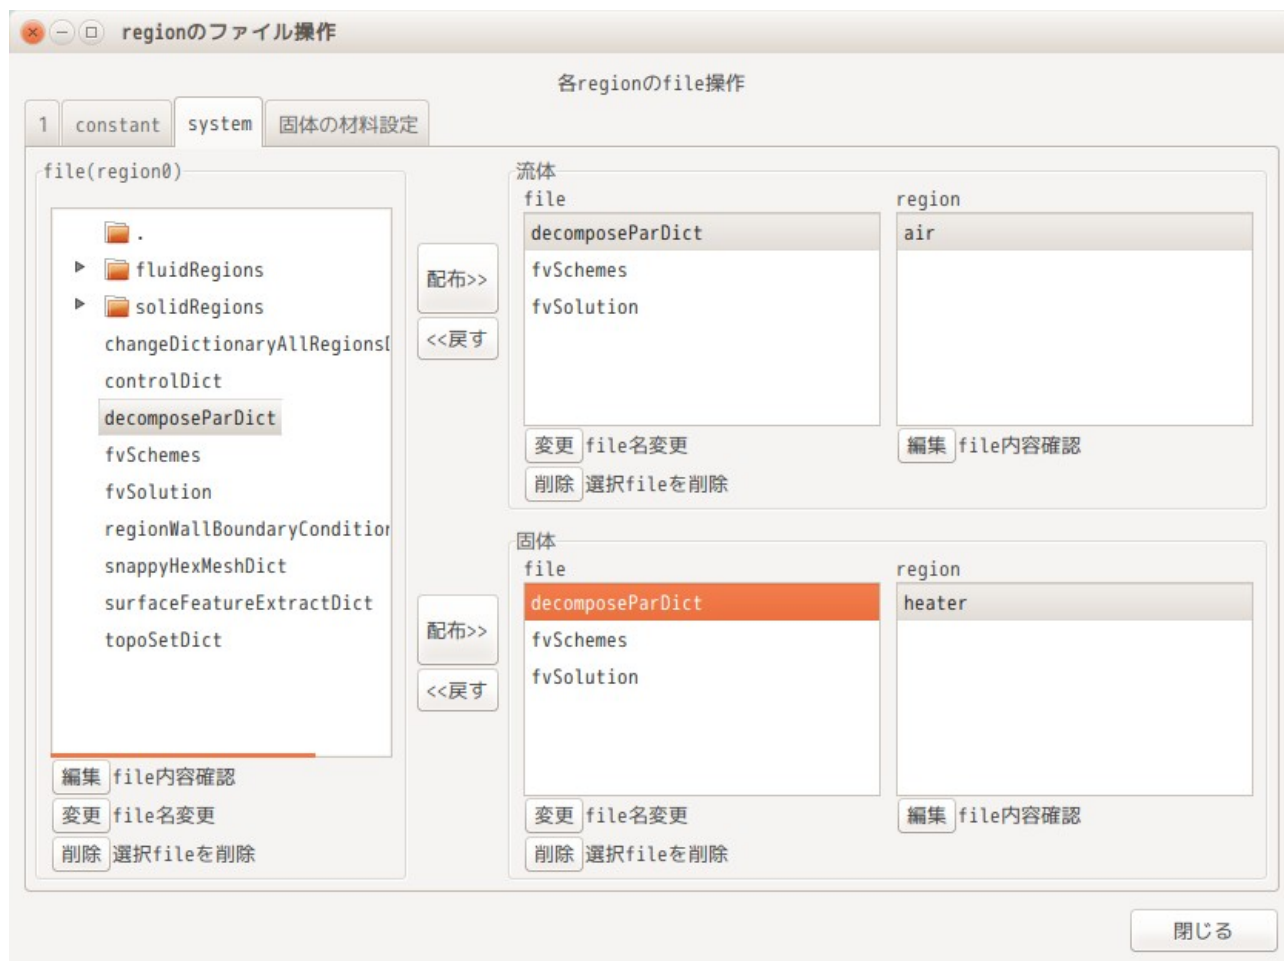 regionのファイル操作
各regionのfile操作
1 constant system 固体の材料設定
file(region0)
.
fluidRegions
solidRegions
changeDictionaryAllRegionsD
controlDict
decomposeParDict
fvSchemes
fvSolution
regionWallBoundaryCondition
snappyHexMeshDict
surfaceFeatureExtractDict
topoSetDict
編集 file内容確認
変更 file名変更
削除 選択fileを削除
配布>>
<<戻す
配布>>
<<戻す
流体
file
decomposeParDict
fvSchemes
fvSolution
変更 file名変更
削除 選択fileを削除
region
air
編集 file内容確認
固体
file
decomposeParDict
fvSchemes
fvSolution
変更 file名変更
削除 選択fileを削除
region
heater
編集 file内容確認
閉じる